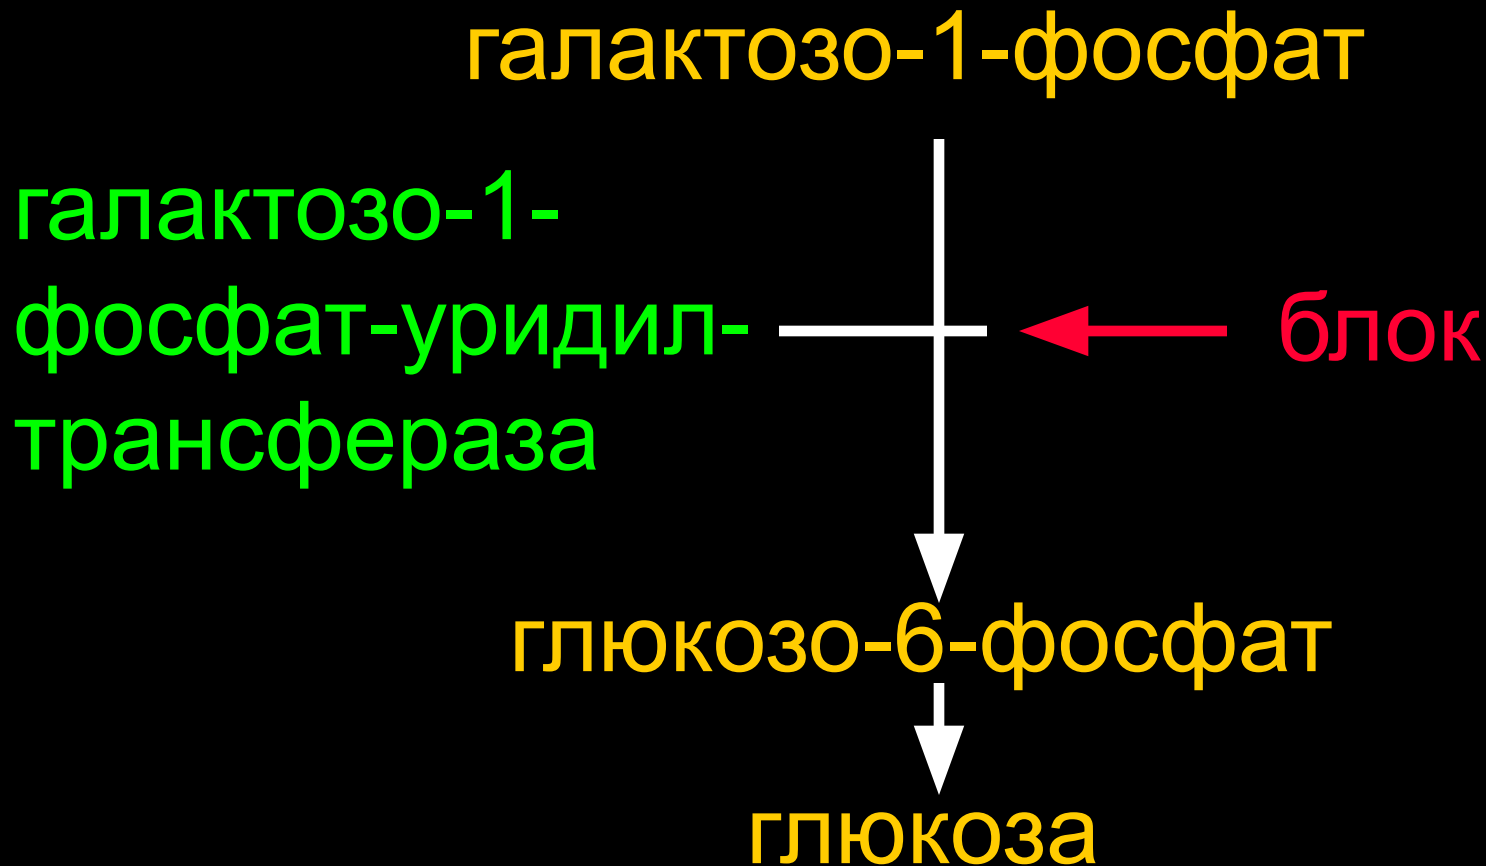 галактозо-1-фосфат
галактозо-1-
фосфат-уридил-
трансфераза
блок
глюкозо-6-фосфат
глюкоза